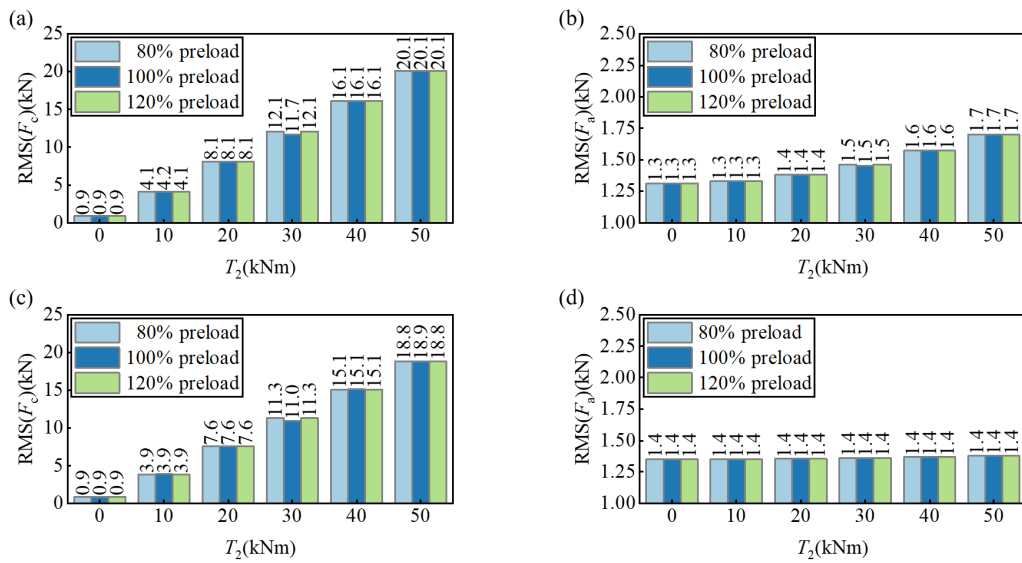 (a)
RMS(Fc)(kN)
25
20
15
10
5
0
80% preload
100% preload
120% preload
0.9 0.9 0.9
4.1 4.2 4.1
8.1 8.1 8.1
12.1 11.7 12.1
16.1 16.1 16.1
20.1 20.1 20.1
0 10 20 30 40 50
T2(kNm)
(b)
RMS(Fa)(kN)
2.50
2.25
2.00
1.75
1.50
1.25
1.00
80% preload
100% preload
120% preload
1.3 1.3 1.3
1.3 1.3 1.3
1.4 1.4 1.4
1.5 1.5 1.5
1.6 1.6 1.6
1.7 1.7 1.7
0 10 20 30 40 50
T2(kNm)
(c)
RMS(Fc)(kN)
25
20
15
10
5
0
80% preload
100% preload
120% preload
0.9 0.9 0.9
3.9 3.9 3.9
7.6 7.6 7.6
11.3 11.0 11.3
15.1 15.1 15.1
18.8 18.9 18.8
0 10 20 30 40 50
T2(kNm)
(d)
RMS(Fa)(kN)
2.50
2.25
2.00
1.75
1.50
1.25
1.00
80% preload
100% preload
120% preload
1.4 1.4 1.4
1.4 1.4 1.4
1.4 1.4 1.4
1.4 1.4 1.4
1.4 1.4 1.4
1.4 1.4 1.4
0 10 20 30 40 50
T2(kNm)